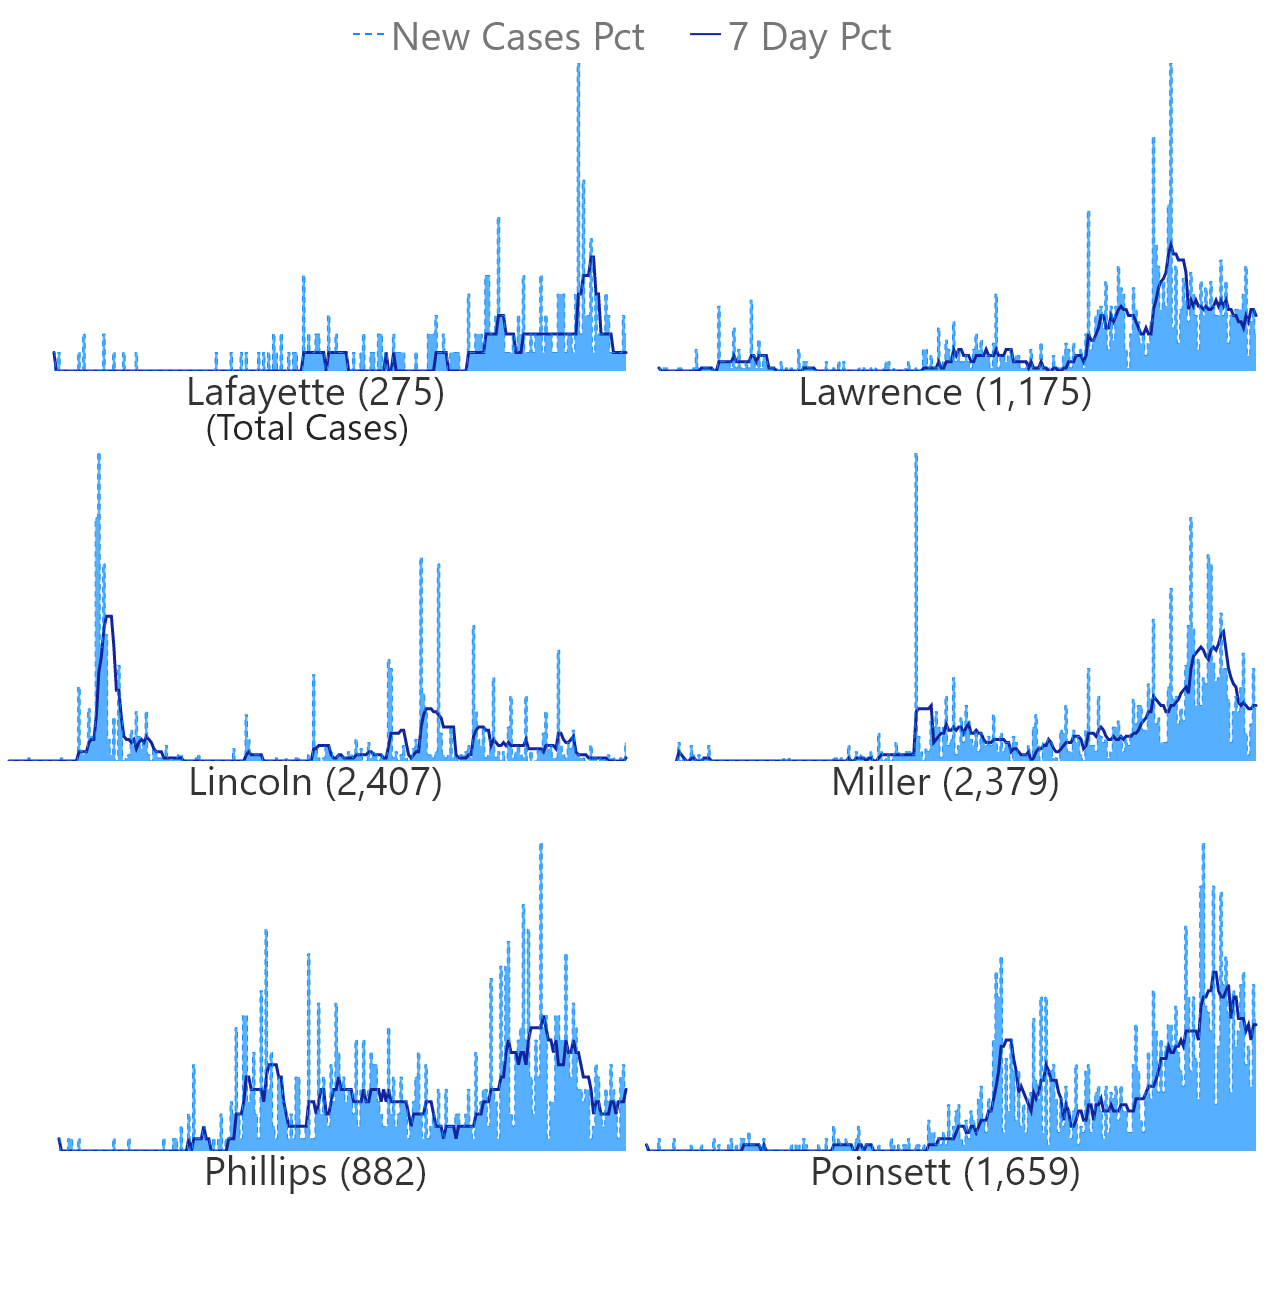 New Cases Pct 7 Day Pct
Lafayette (275) Lawrence (1,175)
(Total Cases)
Lincoln (2,407) Miller (2,379)
Phillips (882) Poinsett (1,659)